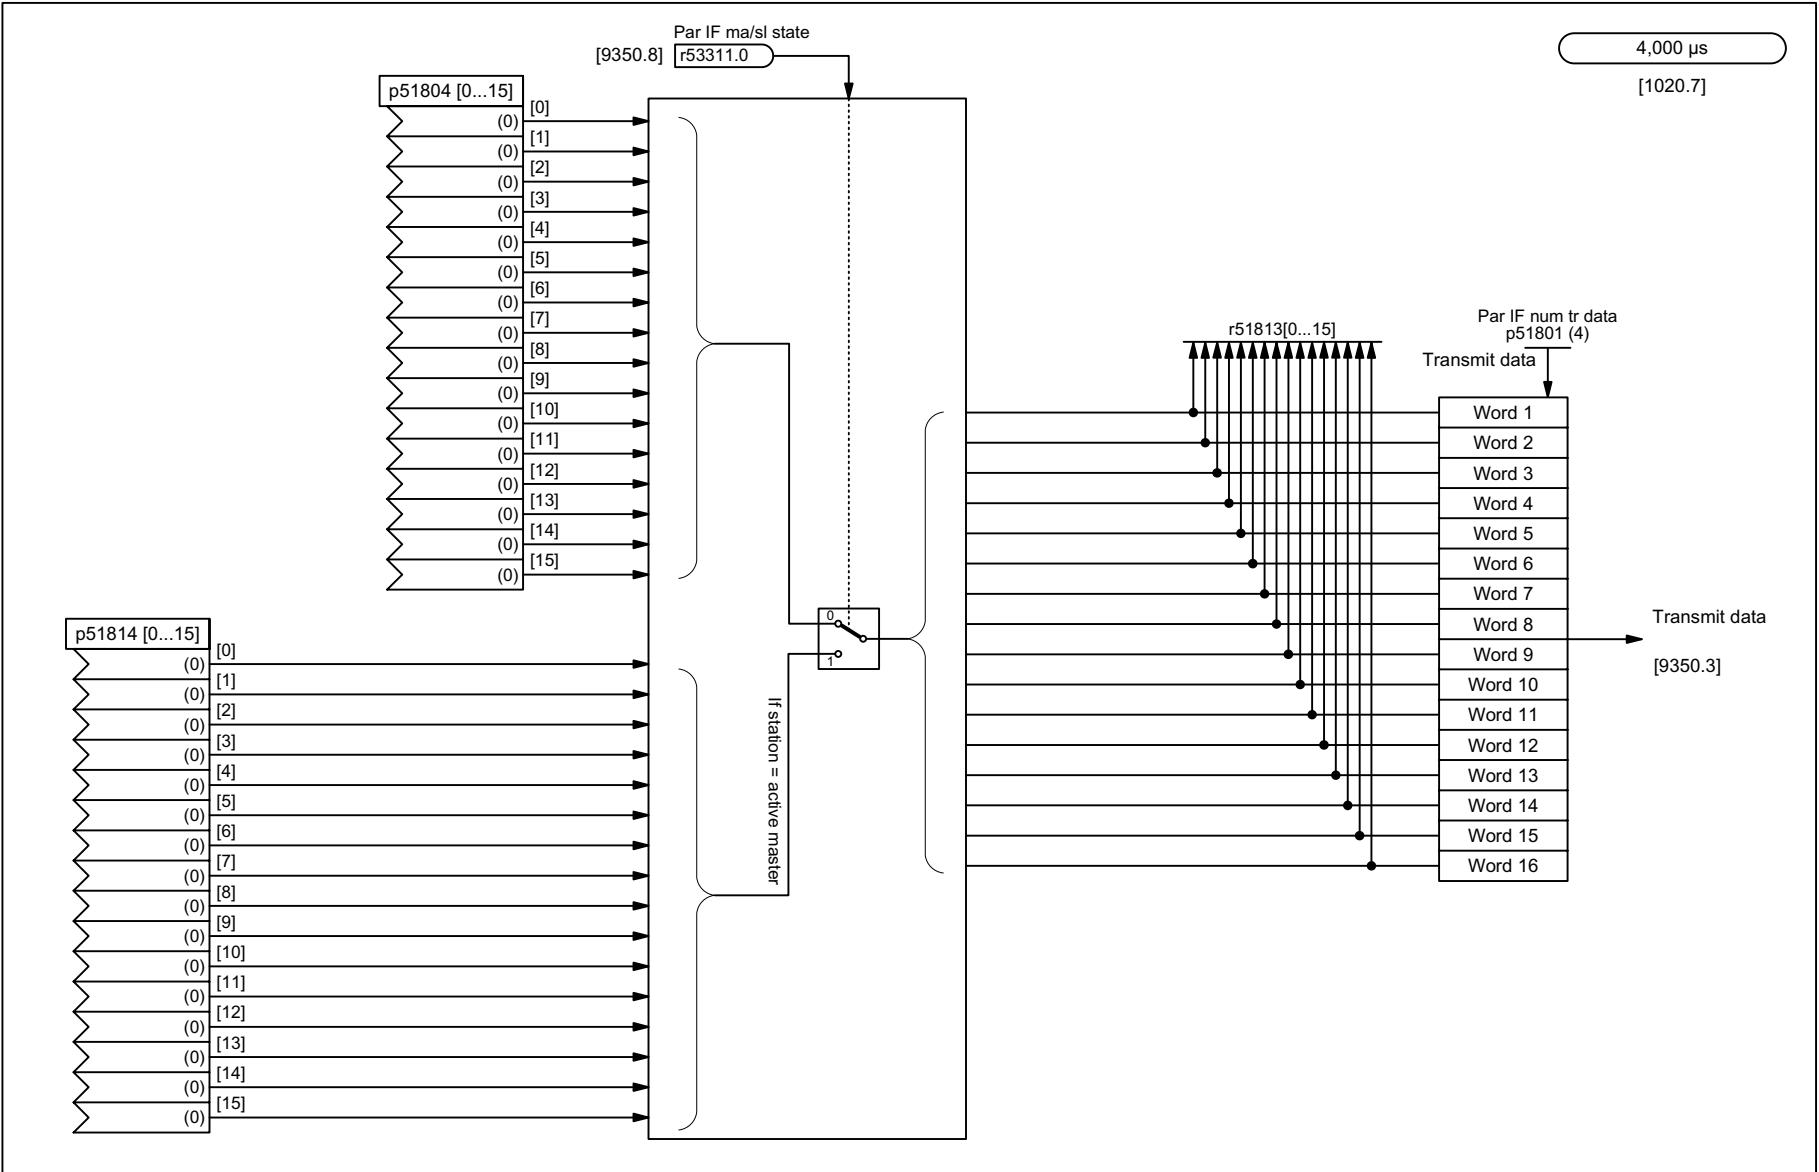 Par IF ma/sl state
[9350.8] r53311.0
4,000 µs
[1020.7]
p51804 [0...15]
(0) [0]
(0) [1]
(0) [2]
(0) [3]
(0) [4]
(0) [5]
(0) [6]
(0) [7]
(0) [8]
(0) [9]
(0) [10]
(0) [11]
(0) [12]
(0) [13]
(0) [14]
(0) [15]
p51814 [0...15]
(0) [0]
(0) [1]
(0) [2]
(0) [3]
(0) [4]
(0) [5]
(0) [6]
(0) [7]
(0) [8]
(0) [9]
(0) [10]
(0) [11]
(0) [12]
(0) [13]
(0) [14]
(0) [15]
0
1
If station = active master
r51813[0...15]
Par IF num tr data
p51801 (4)
Transmit data
Word 1
Word 2
Word 3
Word 4
Word 5
Word 6
Word 7
Word 8
Word 9
Word 10
Word 11
Word 12
Word 13
Word 14
Word 15
Word 16
Transmit data
[9350.3]